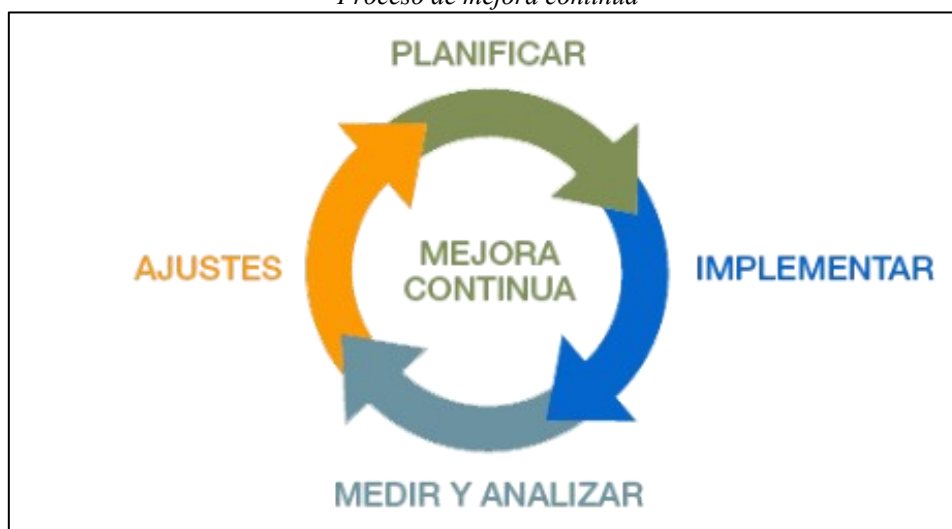 Proceso de mejora continua
PLANIFICAR
AJUSTES
MEJORA
CONTINUA
IMPLEMENTAR
MEDIR Y ANALIZAR